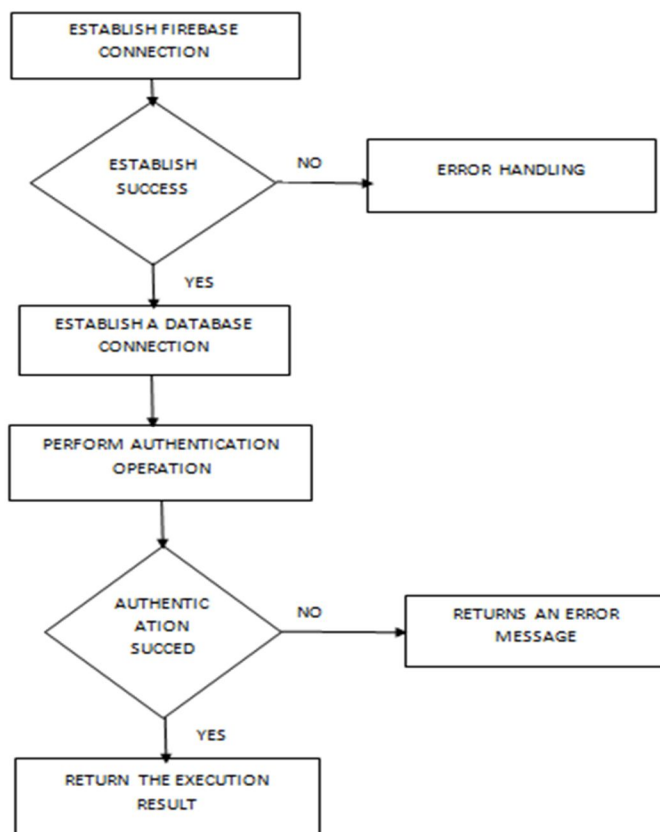 ESTABLISH FIREBASE
CONNECTION
ESTABLISH
SUCCESS
NO
ERROR HANDLING
YES
ESTABLISH A DATABASE
CONNECTION
PERFORM AUTHENTICATION
OPERATION
AUTHENTIC
ATION
SUCCED
NO
RETURNS AN ERROR
MESSAGE
YES
RETURN THE EXECUTION
RESULT